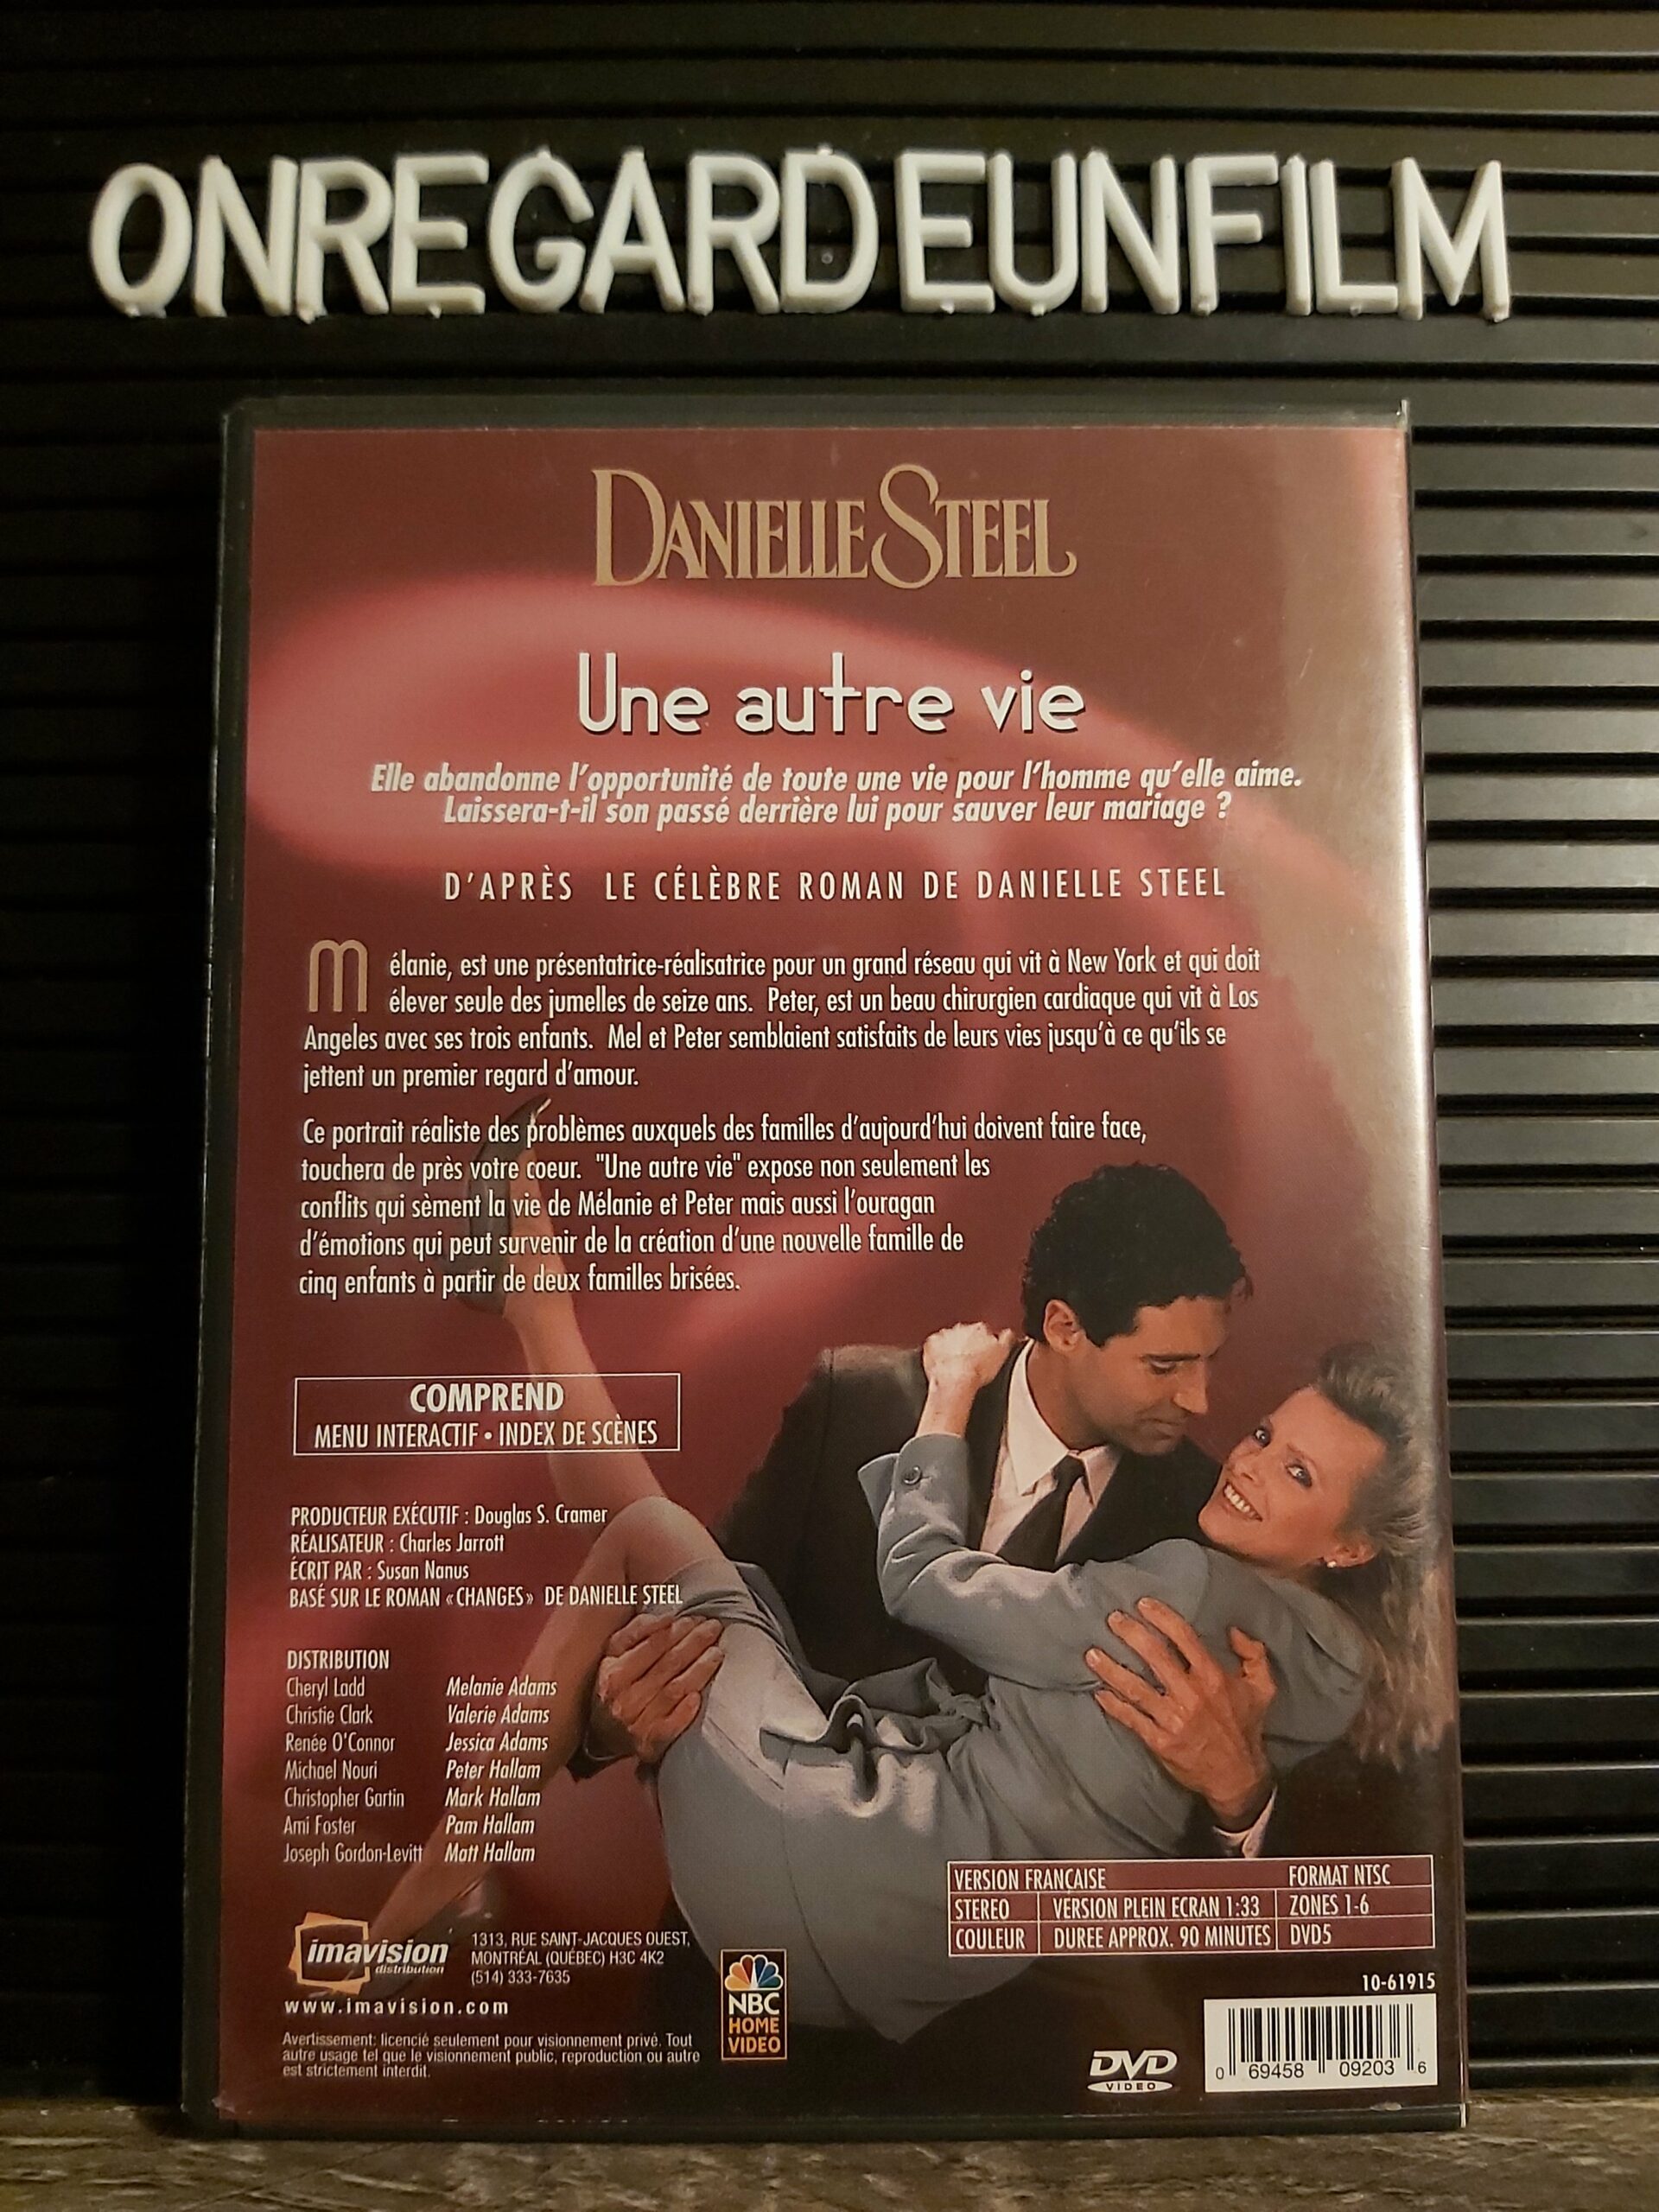 ONREGARDEUNFILM
DANIELLE STEEL
Une autre vie
Elle abandonne l'opportunité de toute une vie pour l'homme qu'elle aime.
Laissera-t-il son passé derrière lui pour sauver leur mariage ?
D'APRÈS LE CÉLÈBRE ROMAN DE DANIELLE STEEL
Mélanie, est une présentatrice-réalisatrice pour un grand réseau qui vit à New York et qui doit
élever seule des jumelles de seize ans. Peter, est un beau chirurgien cardiaque qui vit à Los
Angeles avec ses trois enfants. Mel et Peter semblaient satisfaits de leurs vies jusqu'à ce qu'ils se
jettent un premier regard d'amour.
Ce portrait réaliste des problèmes auxquels des familles d'aujourd'hui doivent faire face,
touchera de près votre coeur. "Une autre vie" expose non seulement les
conflits qui sèment la vie de Mélanie et Peter mais aussi l'ouragan
d'émotions qui peut survenir de la création d'une nouvelle famille de
cinq enfants à partir de deux familles brisées.
COMPREND
MENU INTERACTIF • INDEX DE SCÈNES
PRODUCTEUR EXÉCUTIF : Douglas S. Cramer
RÉALISATEUR : Charles Jarrott
ÉCRIT PAR : Susan Nanus
BASÉ SUR LE ROMAN «CHANGES» DE DANIELLE STEEL
DISTRIBUTION
Cheryl Ladd Melanie Adams
Christie Clark Valerie Adams
Renée O'Connor Jessica Adams
Michael Nouri Peter Hallam
Christopher Gartin Mark Hallam
Ami Foster Pam Hallam
Joseph Gordon-Levitt Matt Hallam
VERSION FRANÇAISE FORMAT NTSC
STEREO VERSION PLEIN ECRAN 1:33 ZONES 1-6
COULEUR DUREE APPROX. 90 MINUTES DVD5
imavision
distribution
1313, RUE SAINT-JACQUES OUEST,
MONTRÉAL (QUÉBEC) H3C 4K2
(514) 333-7635
www.imavision.com
Avertissement: licencié seulement pour visionnement privé. Tout
autre usage tel que le visionnement public, reproduction ou autre
est strictement interdit.
NBC
HOME
VIDEO
DVD
VIDEO
10-61915
0 69458 09203 6